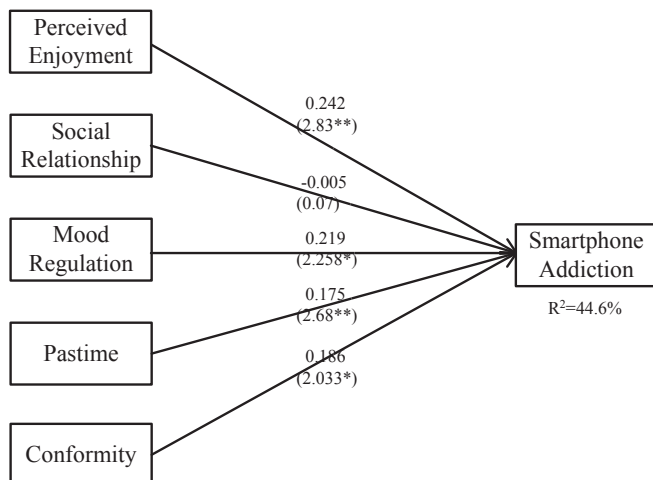 Perceived
Enjoyment
0.242
(2.83**)
Social
Relationship
-0.005
(0.07)
Mood
Regulation
0.219
(2.258*)
Smartphone
Addiction
R²=44.6%
0.175
(2.68**)
Pastime
0.186
(2.033*)
Conformity